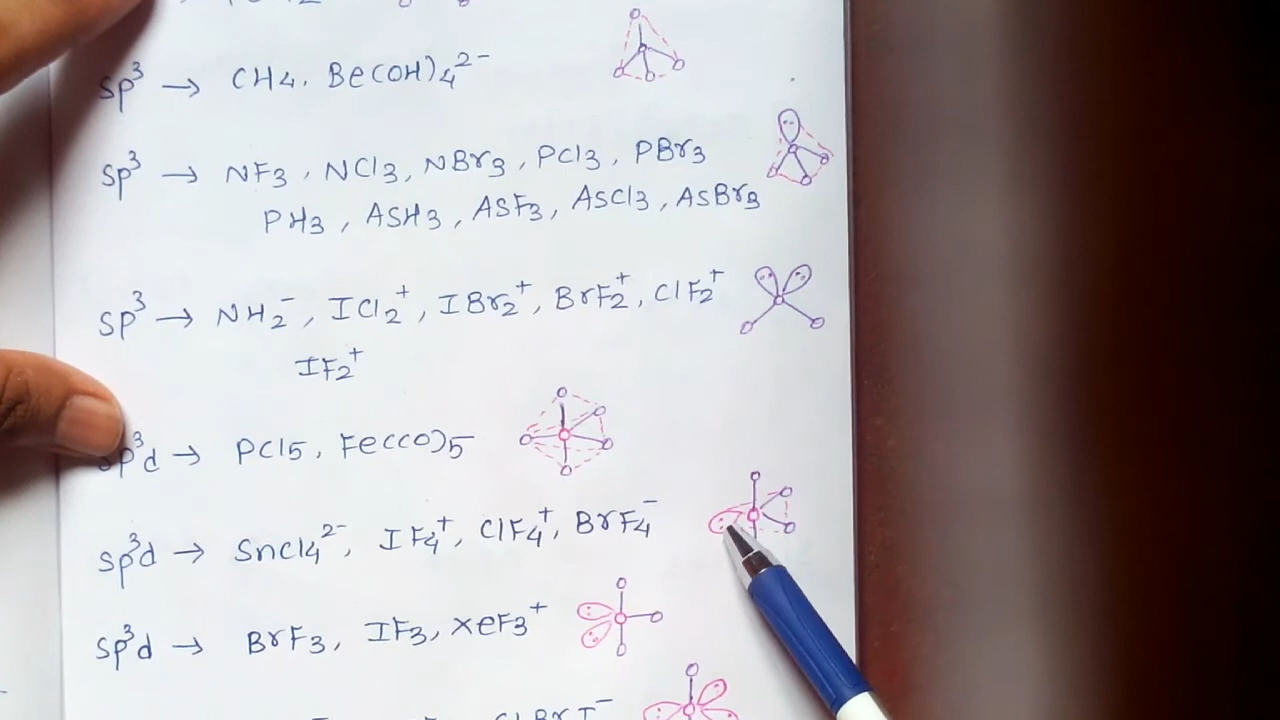 sp³ → CH4, Be(OH)4²⁻
sp³ → NF3, NCl3, NBr3, PCl3, PBr3
PH3, AsH3, AsF3, AsCl3, AsBr3
sp³ → NH2⁻, ICl2⁺, IBr2⁺, BrF2⁺, ClF2⁺
IF2⁺
sp³d → PCl5, Fe(CO)5
sp³d → SnCl4²⁻, IF4⁺, ClF4⁺, BrF4⁻
sp³d → BrF3, IF3, XeF3⁺
ClBrI⁻